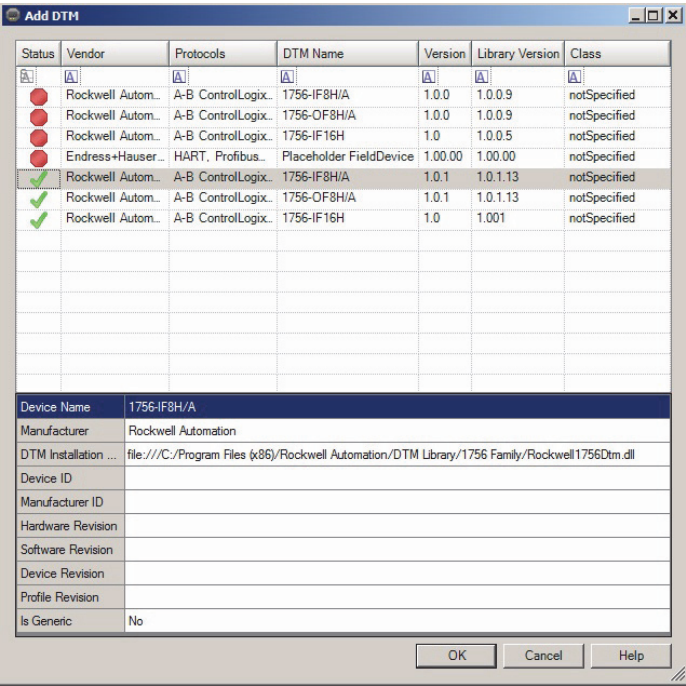 Add DTM
Status Vendor Protocols DTM Name Version Library Version Class
A A A A A A A
Rockwell Autom... A-B ControlLogix... 1756-IF8H/A 1.0.0 1.0.0.9 notSpecified
Rockwell Autom... A-B ControlLogix... 1756-OF8H/A 1.0.0 1.0.0.9 notSpecified
Rockwell Autom... A-B ControlLogix... 1756-IF16H 1.0 1.0.0.5 notSpecified
Endress+Hauser... HART, Profibus... Placeholder FieldDevice 1.00.00 1.00.00 notSpecified
Rockwell Autom... A-B ControlLogix... 1756-IF8H/A 1.0.1 1.0.1.13 notSpecified
Rockwell Autom... A-B ControlLogix... 1756-OF8H/A 1.0.1 1.0.1.13 notSpecified
Rockwell Autom... A-B ControlLogix... 1756-IF16H 1.0 1.001 notSpecified
Device Name 1756-IF8H/A
Manufacturer Rockwell Automation
DTM Installation ... file:///C:/Program Files (x86)/Rockwell Automation/DTM Library/1756 Family/Rockwell1756Dtm.dll
Device ID
Manufacturer ID
Hardware Revision
Software Revision
Device Revision
Profile Revision
Is Generic No
OK Cancel Help